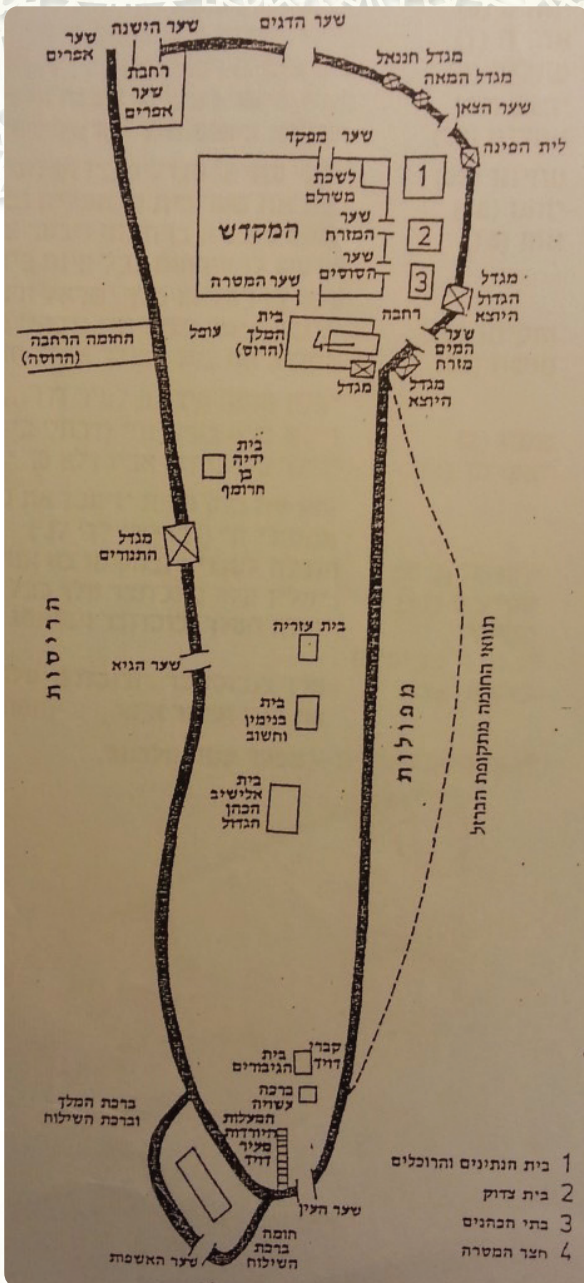 שער הדגים
שער הישנה
שער
אפרים
רחבת
שער
אפרים
מגדל חננאל
מגדל המאה
שער הצאן
לית הפינה
שער מפקד
לשכת
משולם
המקדש
שער
המזרח
שער
הסוסים
שער המטרה
1
2
3
מגדל
הגדול
היוצא
רחבה
שער
המים
מזרח
מגדל
היוצא
בית
המלך
(הרוס)
עופל
4
מגדל
החומה הרחבה
(הרוסה)
בית
ידיה
בן
חרומף
מגדל
התנורים
הריסות
שער הגיא
בית עזריה
בית
בנימין
וחשוב
בית
אלישיב
הכהן
הגדול
מפולות
תוואי החומה מתקופת הברזל
קברי
דויד
בית
הגיבורים
ברכה
עשויה
המעלות
היורדות
מעיר
דויד
ברכת המלך
וברכת השילוח
שער העין
שער האשפות
חומת
ברכת
השילוח
1 בית הנתינים והרוכלים
2 בית צדוק
3 בתי הכהנים
4 חצר המטרה